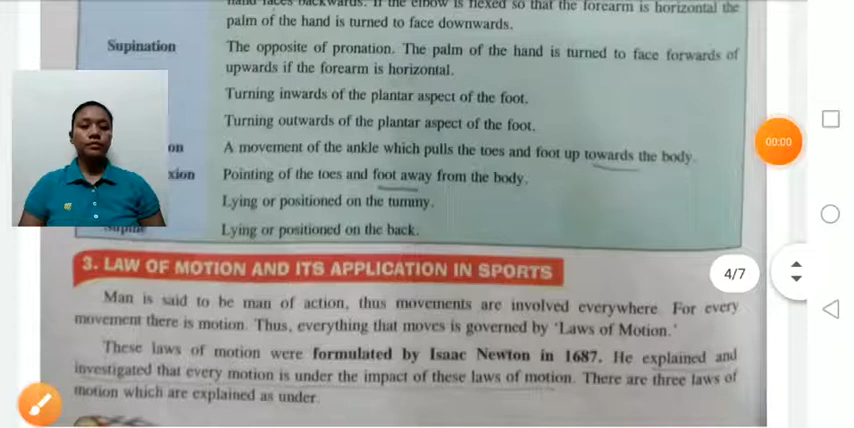 hand faces backwards. If the elbow is flexed so that the forearm is horizontal the
palm of the hand is turned to face downwards.
Supination The opposite of pronation. The palm of the hand is turned to face forwards of
upwards if the forearm is horizontal.
Turning inwards of the plantar aspect of the foot.
Turning outwards of the plantar aspect of the foot.
on A movement of the ankle which pulls the toes and foot up towards the body.
xion Pointing of the toes and foot away from the body.
Lying or positioned on the tummy.
Supine Lying or positioned on the back.
00:00
3. LAW OF MOTION AND ITS APPLICATION IN SPORTS
4/7
Man is said to be man of action, thus movements are involved everywhere. For every
movement there is motion. Thus, everything that moves is governed by 'Laws of Motion.'
These laws of motion were formulated by Isaac Newton in 1687. He explained and
investigated that every motion is under the impact of these laws of motion. There are three laws of
motion which are explained as under.